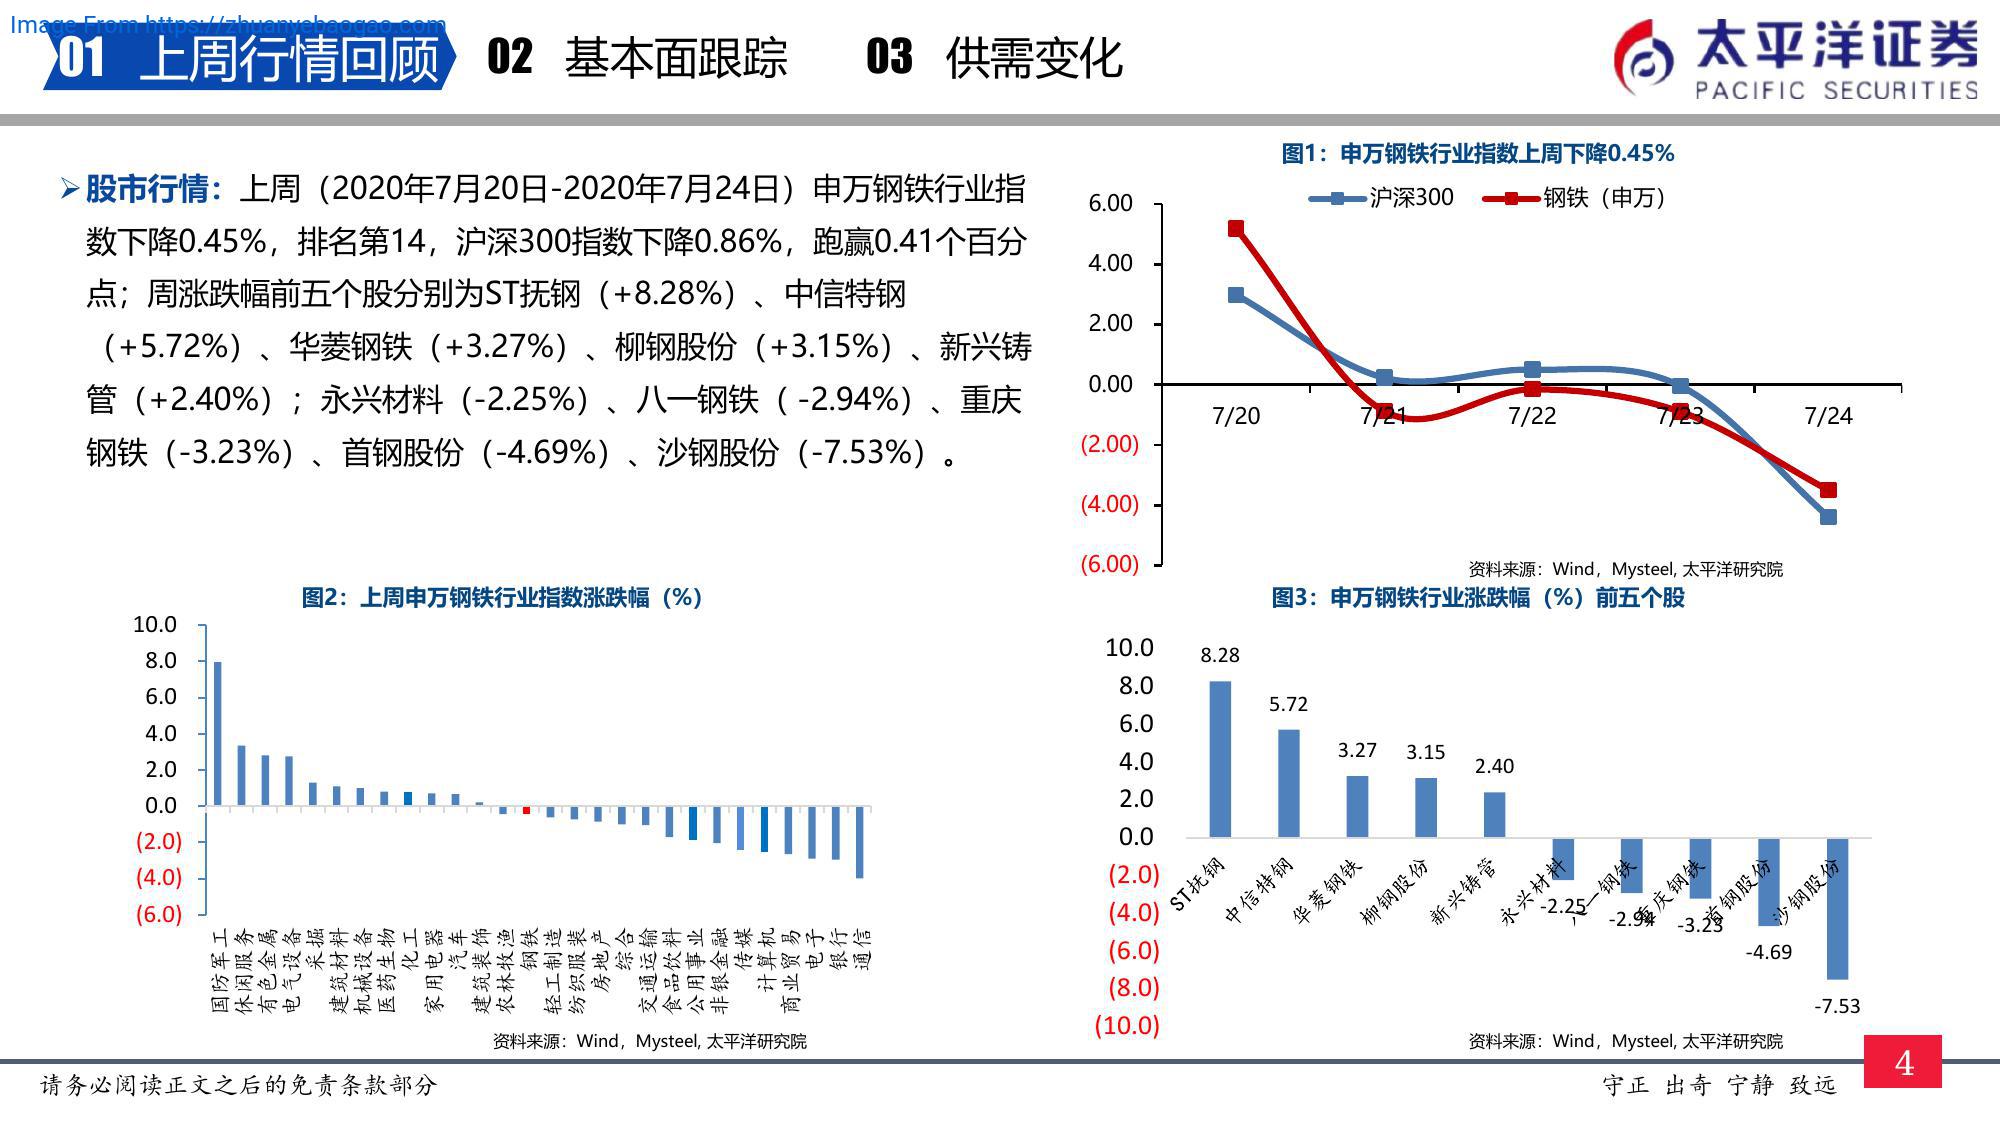 Image From https://zhuanyebaogao.com
01 上周行情回顾 02 基本面跟踪 03 供需变化
太平洋证券
PACIFIC SECURITIES
➢股市行情：上周（2020年7月20日-2020年7月24日）申万钢铁行业指
数下降0.45%，排名第14，沪深300指数下降0.86%，跑赢0.41个百分
点；周涨跌幅前五个股分别为ST抚钢（+8.28%）、中信特钢
（+5.72%）、华菱钢铁（+3.27%）、柳钢股份（+3.15%）、新兴铸
管（+2.40%）；永兴材料（-2.25%）、八一钢铁（ -2.94%）、重庆
钢铁（-3.23%）、首钢股份（-4.69%）、沙钢股份（-7.53%）。
图1：申万钢铁行业指数上周下降0.45%
沪深300 钢铁（申万）
6.00
4.00
2.00
0.00
(2.00)
(4.00)
(6.00)
7/20 7/21 7/22 7/23 7/24
资料来源：Wind，Mysteel, 太平洋研究院
图2：上周申万钢铁行业指数涨跌幅（%）
10.0
8.0
6.0
4.0
2.0
0.0
(2.0)
(4.0)
(6.0)
国防军工
休闲服务
有色金属
电气设备
采掘
建筑材料
机械设备
医药生物
化工
家用电器
汽车
建筑装饰
农林牧渔
钢铁
轻工制造
纺织服装
房地产
综合
交通运输
食品饮料
公用事业
非银金融
传媒
计算机
商业贸易
电子
银行
通信
资料来源：Wind，Mysteel, 太平洋研究院
图3：申万钢铁行业涨跌幅（%）前五个股
10.0
8.0
6.0
4.0
2.0
0.0
(2.0)
(4.0)
(6.0)
(8.0)
(10.0)
8.28
5.72
3.27
3.15
2.40
-2.25
-2.94
-3.23
-4.69
-7.53
ST抚钢
中信特钢
华菱钢铁
柳钢股份
新兴铸管
永兴材料
八一钢铁
重庆钢铁
首钢股份
沙钢股份
资料来源：Wind，Mysteel, 太平洋研究院
请务必阅读正文之后的免责条款部分
守正 出奇 宁静 致远
4